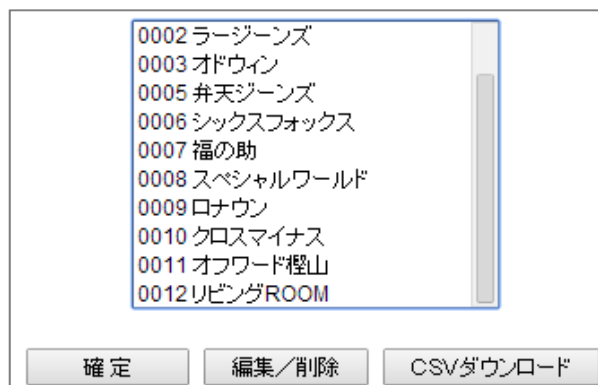 0002 ラージーンズ
0003 オドウィン
0005 弁天ジーンズ
0006 シックスフォックス
0007 福の助
0008 スペシャルワールド
0009 ロナウン
0010 クロスマイナス
0011 オフワード樫山
0012 リビングROOM
確定 編集／削除 CSVダウンロード